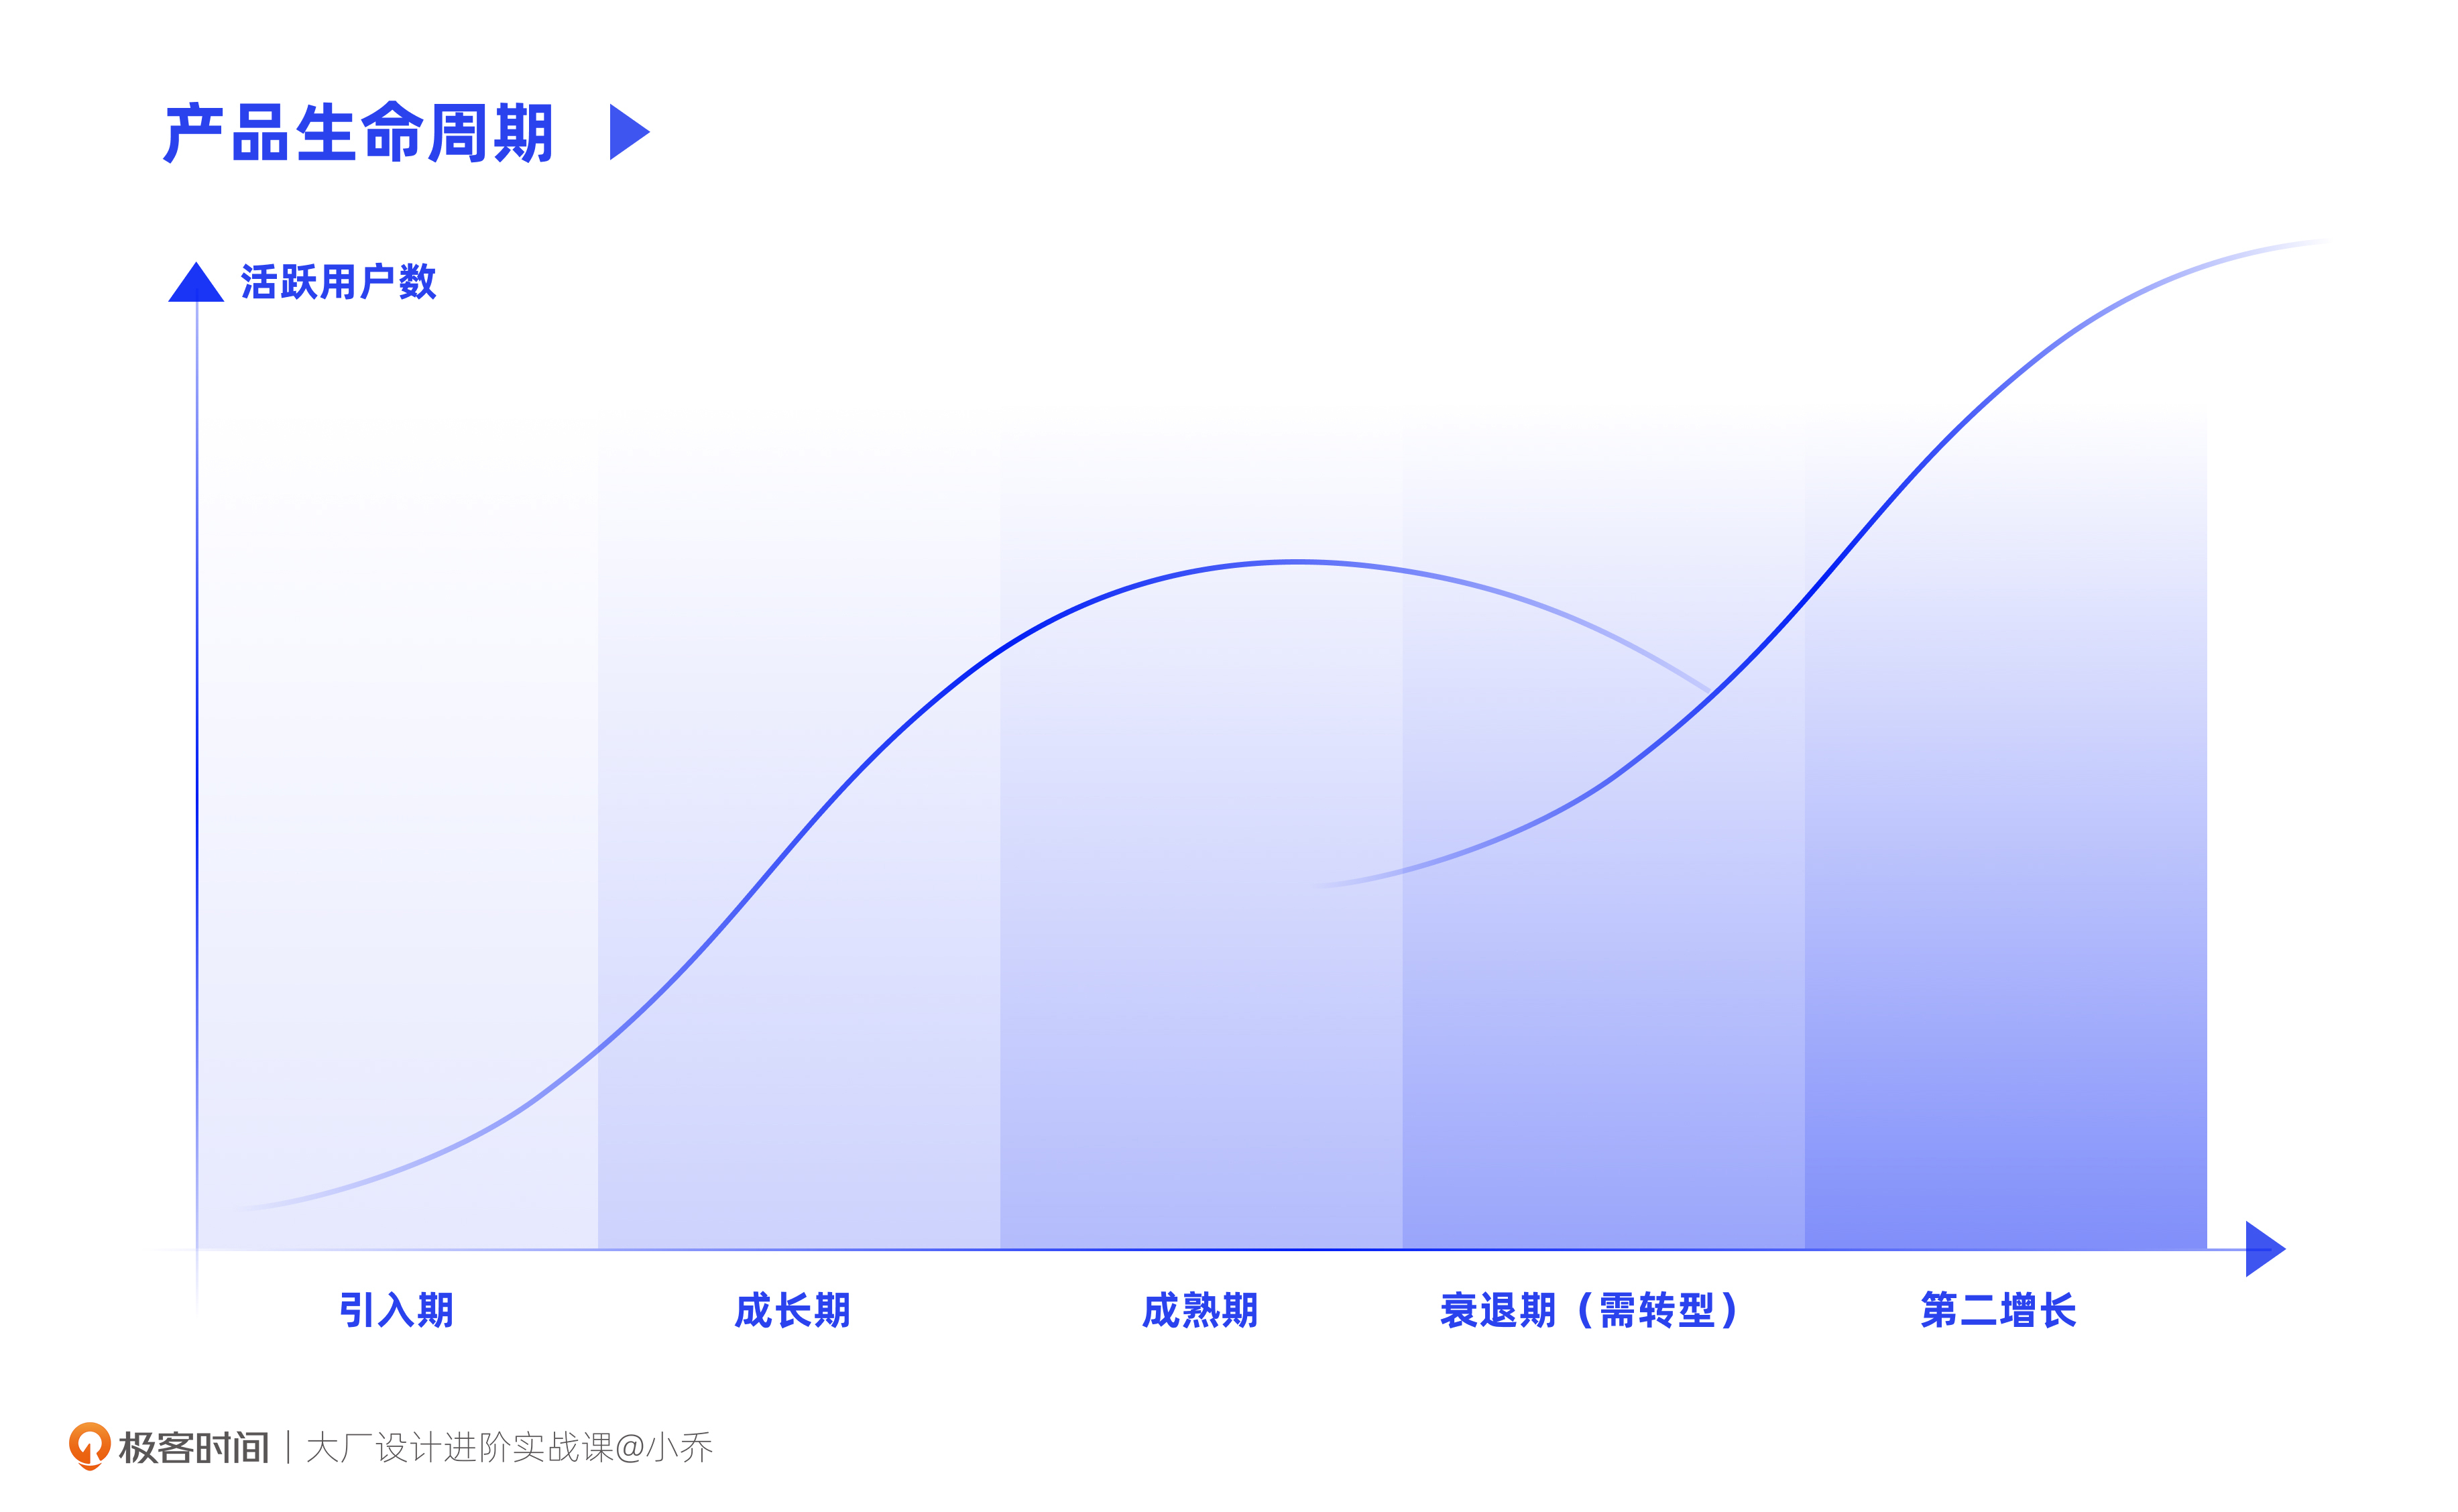 产品生命周期
活跃用户数
引入期
成长期
成熟期
衰退期（需转型）
第二增长
极客时间 | 大厂设计进阶实战课@小乔